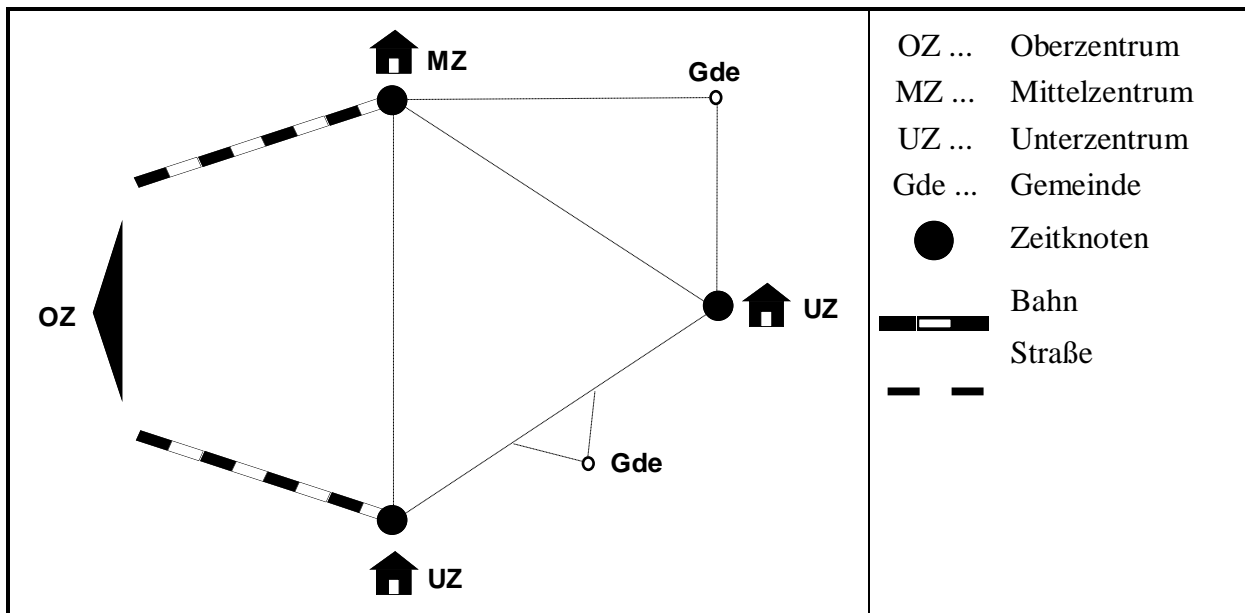 MZ
Gde
OZ
UZ
Gde
UZ
OZ ... Oberzentrum
MZ ... Mittelzentrum
UZ ... Unterzentrum
Gde ... Gemeinde
Zeitknoten
Bahn
Straße